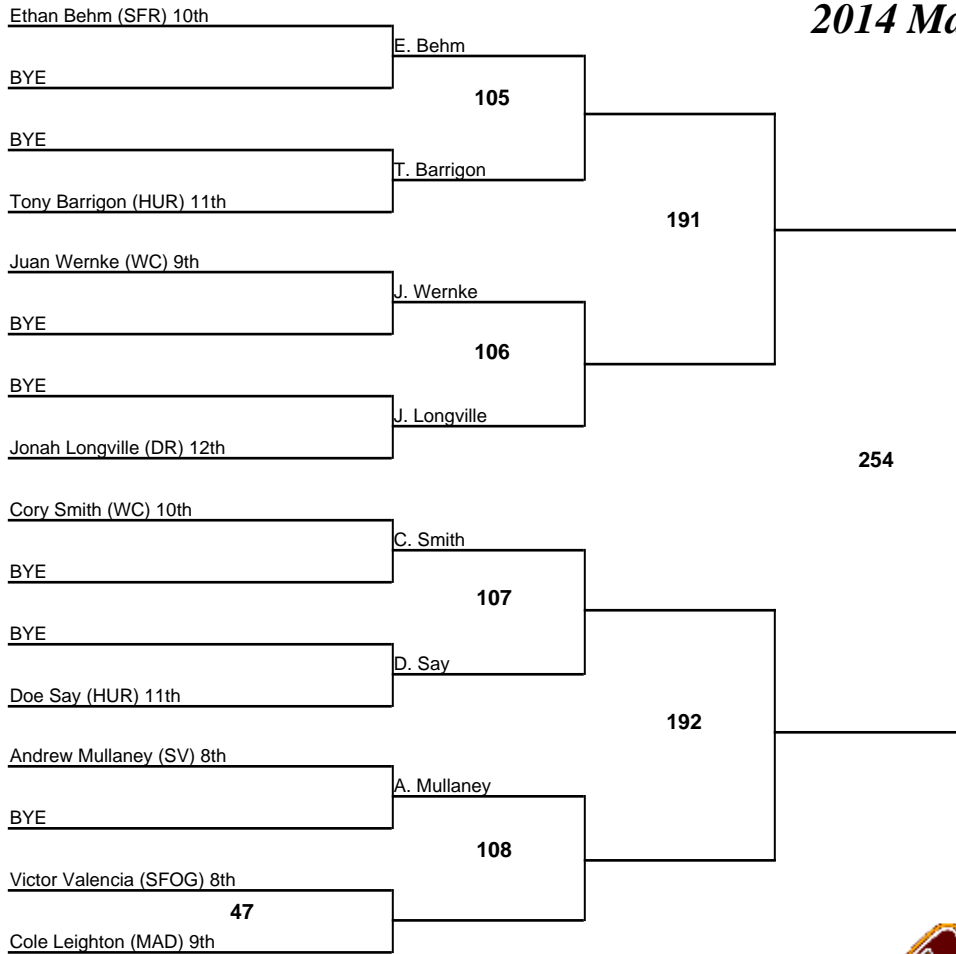 Ethan Behm (SFR) 10th
2014 Ma
E. Behm
BYE
105
BYE
T. Barrigon
Tony Barrigon (HUR) 11th
191
Juan Wernke (WC) 9th
J. Wernke
BYE
106
BYE
J. Longville
Jonah Longville (DR) 12th
254
Cory Smith (WC) 10th
C. Smith
BYE
107
BYE
D. Say
Doe Say (HUR) 11th
192
Andrew Mullaney (SV) 8th
A. Mullaney
BYE
108
Victor Valencia (SFOG) 8th
47
Cole Leighton (MAD) 9th